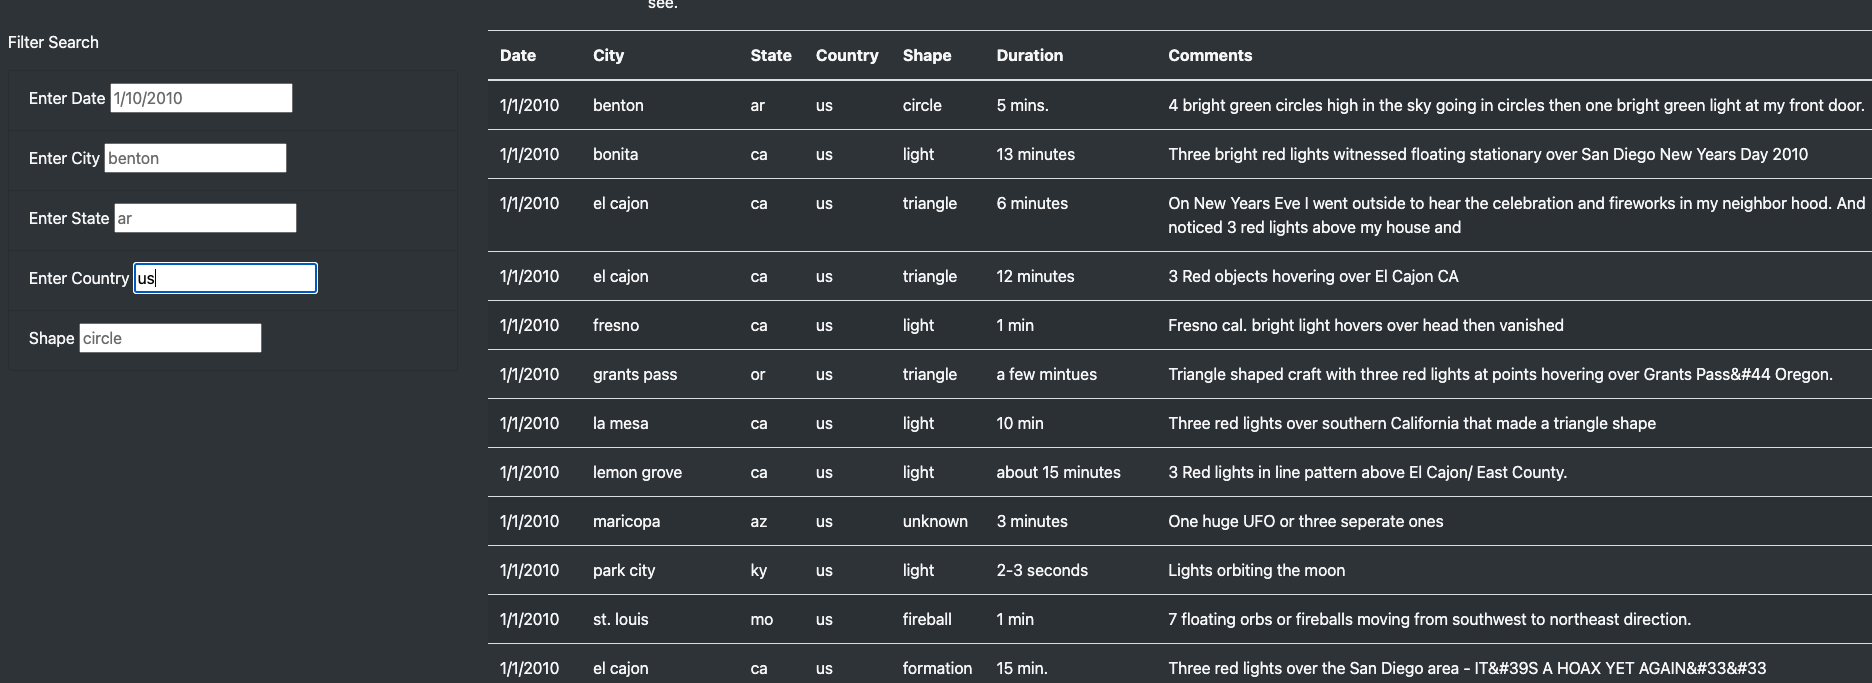 see.
Filter Search
Enter Date 1/10/2010
Enter City benton
Enter State ar
Enter Country us
Shape circle
Date City State Country Shape Duration Comments
1/1/2010 benton ar us circle 5 mins. 4 bright green circles high in the sky going in circles then one bright green light at my front door.
1/1/2010 bonita ca us light 13 minutes Three bright red lights witnessed floating stationary over San Diego New Years Day 2010
1/1/2010 el cajon ca us triangle 6 minutes On New Years Eve I went outside to hear the celebration and fireworks in my neighbor hood. And
noticed 3 red lights above my house and
1/1/2010 el cajon ca us triangle 12 minutes 3 Red objects hovering over El Cajon CA
1/1/2010 fresno ca us light 1 min Fresno cal. bright light hovers over head then vanished
1/1/2010 grants pass or us triangle a few mintues Triangle shaped craft with three red lights at points hovering over Grants Pass&#44 Oregon.
1/1/2010 la mesa ca us light 10 min Three red lights over southern California that made a triangle shape
1/1/2010 lemon grove ca us light about 15 minutes 3 Red lights in line pattern above El Cajon/ East County.
1/1/2010 maricopa az us unknown 3 minutes One huge UFO or three seperate ones
1/1/2010 park city ky us light 2-3 seconds Lights orbiting the moon
1/1/2010 st. louis mo us fireball 1 min 7 floating orbs or fireballs moving from southwest to northeast direction.
1/1/2010 el cajon ca us formation 15 min. Three red lights over the San Diego area - IT&#39S A HOAX YET AGAIN&#33&#33